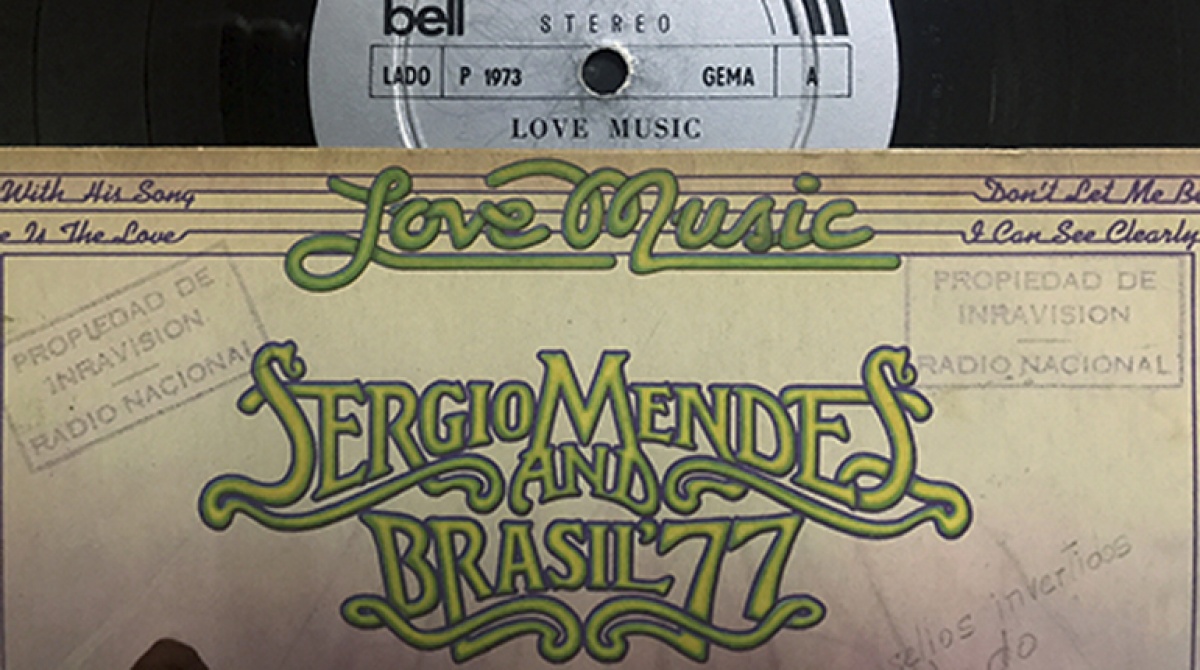 bell STEREO
LADO P 1973 GEMA A
LOVE MUSIC
With His Song
Love Music
Don't Let Me B
e Is The Love
I Can See Clearly
PROPIEDAD DE
INRAVISION
RADIO NACIONAL
PROPIEDAD DE
INRAVISION
RADIO NACIONAL
SERGIO MENDES
AND
BRASIL'77
sellos invertidos
do